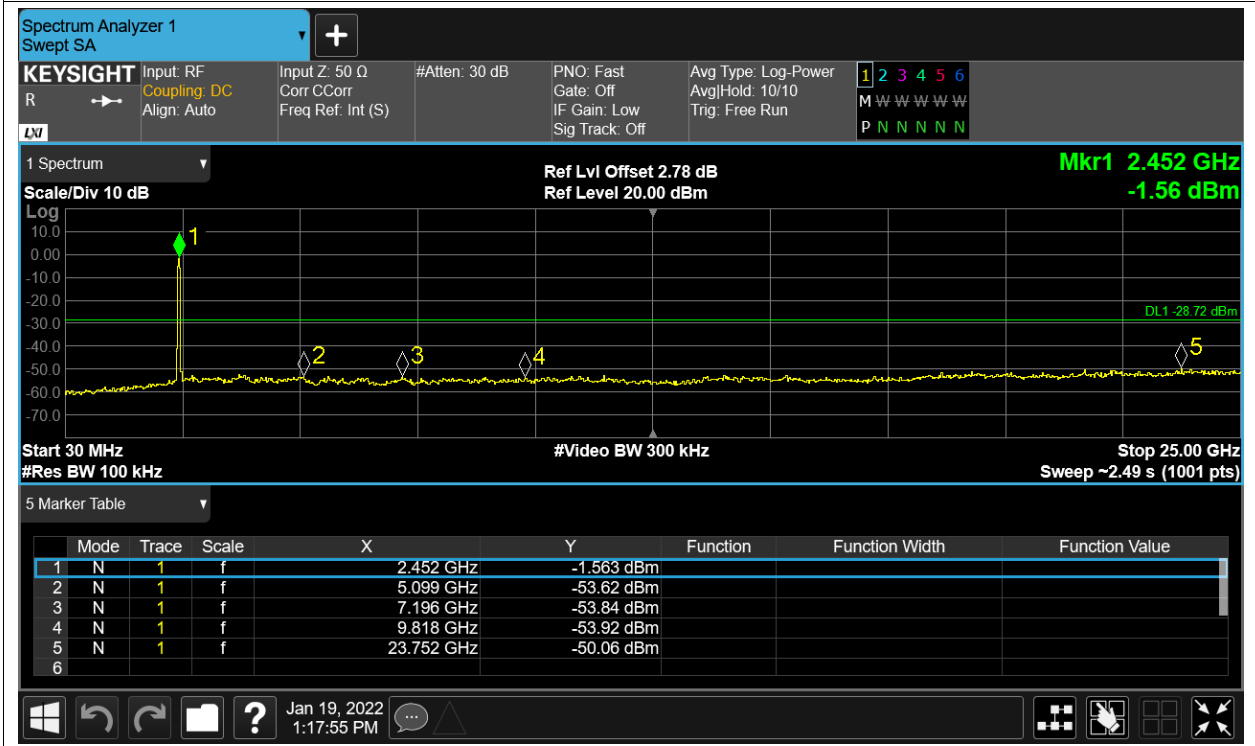 Spectrum Analyzer 1
Swept SA
+
KEYSIGHT Input: RF Input Z: 50 Ω #Atten: 30 dB PNO: Fast Avg Type: Log-Power 1 2 3 4 5 6
R Coupling: DC Corr CCorr Gate: Off Avg|Hold: 10/10 M W W W W W
Align: Auto Freq Ref: Int (S) IF Gain: Low Trig: Free Run
LXI Sig Track: Off P N N N N N
1 Spectrum Ref Lvl Offset 2.78 dB Mkr1 2.452 GHz
Scale/Div 10 dB Ref Level 20.00 dBm -1.56 dBm
Log
10.0 1
0.00
-10.0
-20.0
DL1 -28.72 dBm
-30.0
-40.0 2 3 4 5
-50.0
-60.0
-70.0
Start 30 MHz #Video BW 300 kHz Stop 25.00 GHz
#Res BW 100 kHz Sweep ~2.49 s (1001 pts)
5 Marker Table
Mode Trace Scale X Y Function Function Width Function Value
1 N 1 f 2.452 GHz -1.563 dBm
2 N 1 f 5.099 GHz -53.62 dBm
3 N 1 f 7.196 GHz -53.84 dBm
4 N 1 f 9.818 GHz -53.92 dBm
5 N 1 f 23.752 GHz -50.06 dBm
6
? Jan 19, 2022
1:17:55 PM